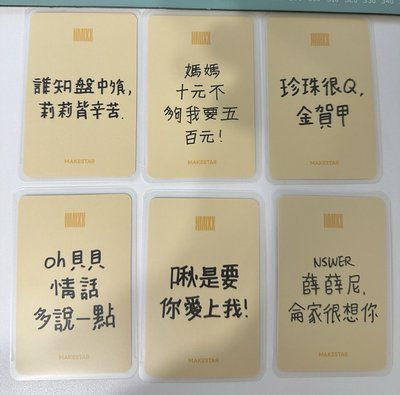 NMIXX
誰知盤中飧,
莉莉皆辛苦.
MAKESTAR
NMIXX
媽媽
十元不
夠我要五
百元!
MAKESTAR
NMIXX
珍珠很Q,
金賀甲
MAKESTAR
NMIXX
oh貝貝
情話
多說一點
MAKESTAR
NMIXX
啾是要
你愛上我!
MAKESTAR
NMIXX
NSWER
薛薛尼,
侖家很想你
MAKESTAR